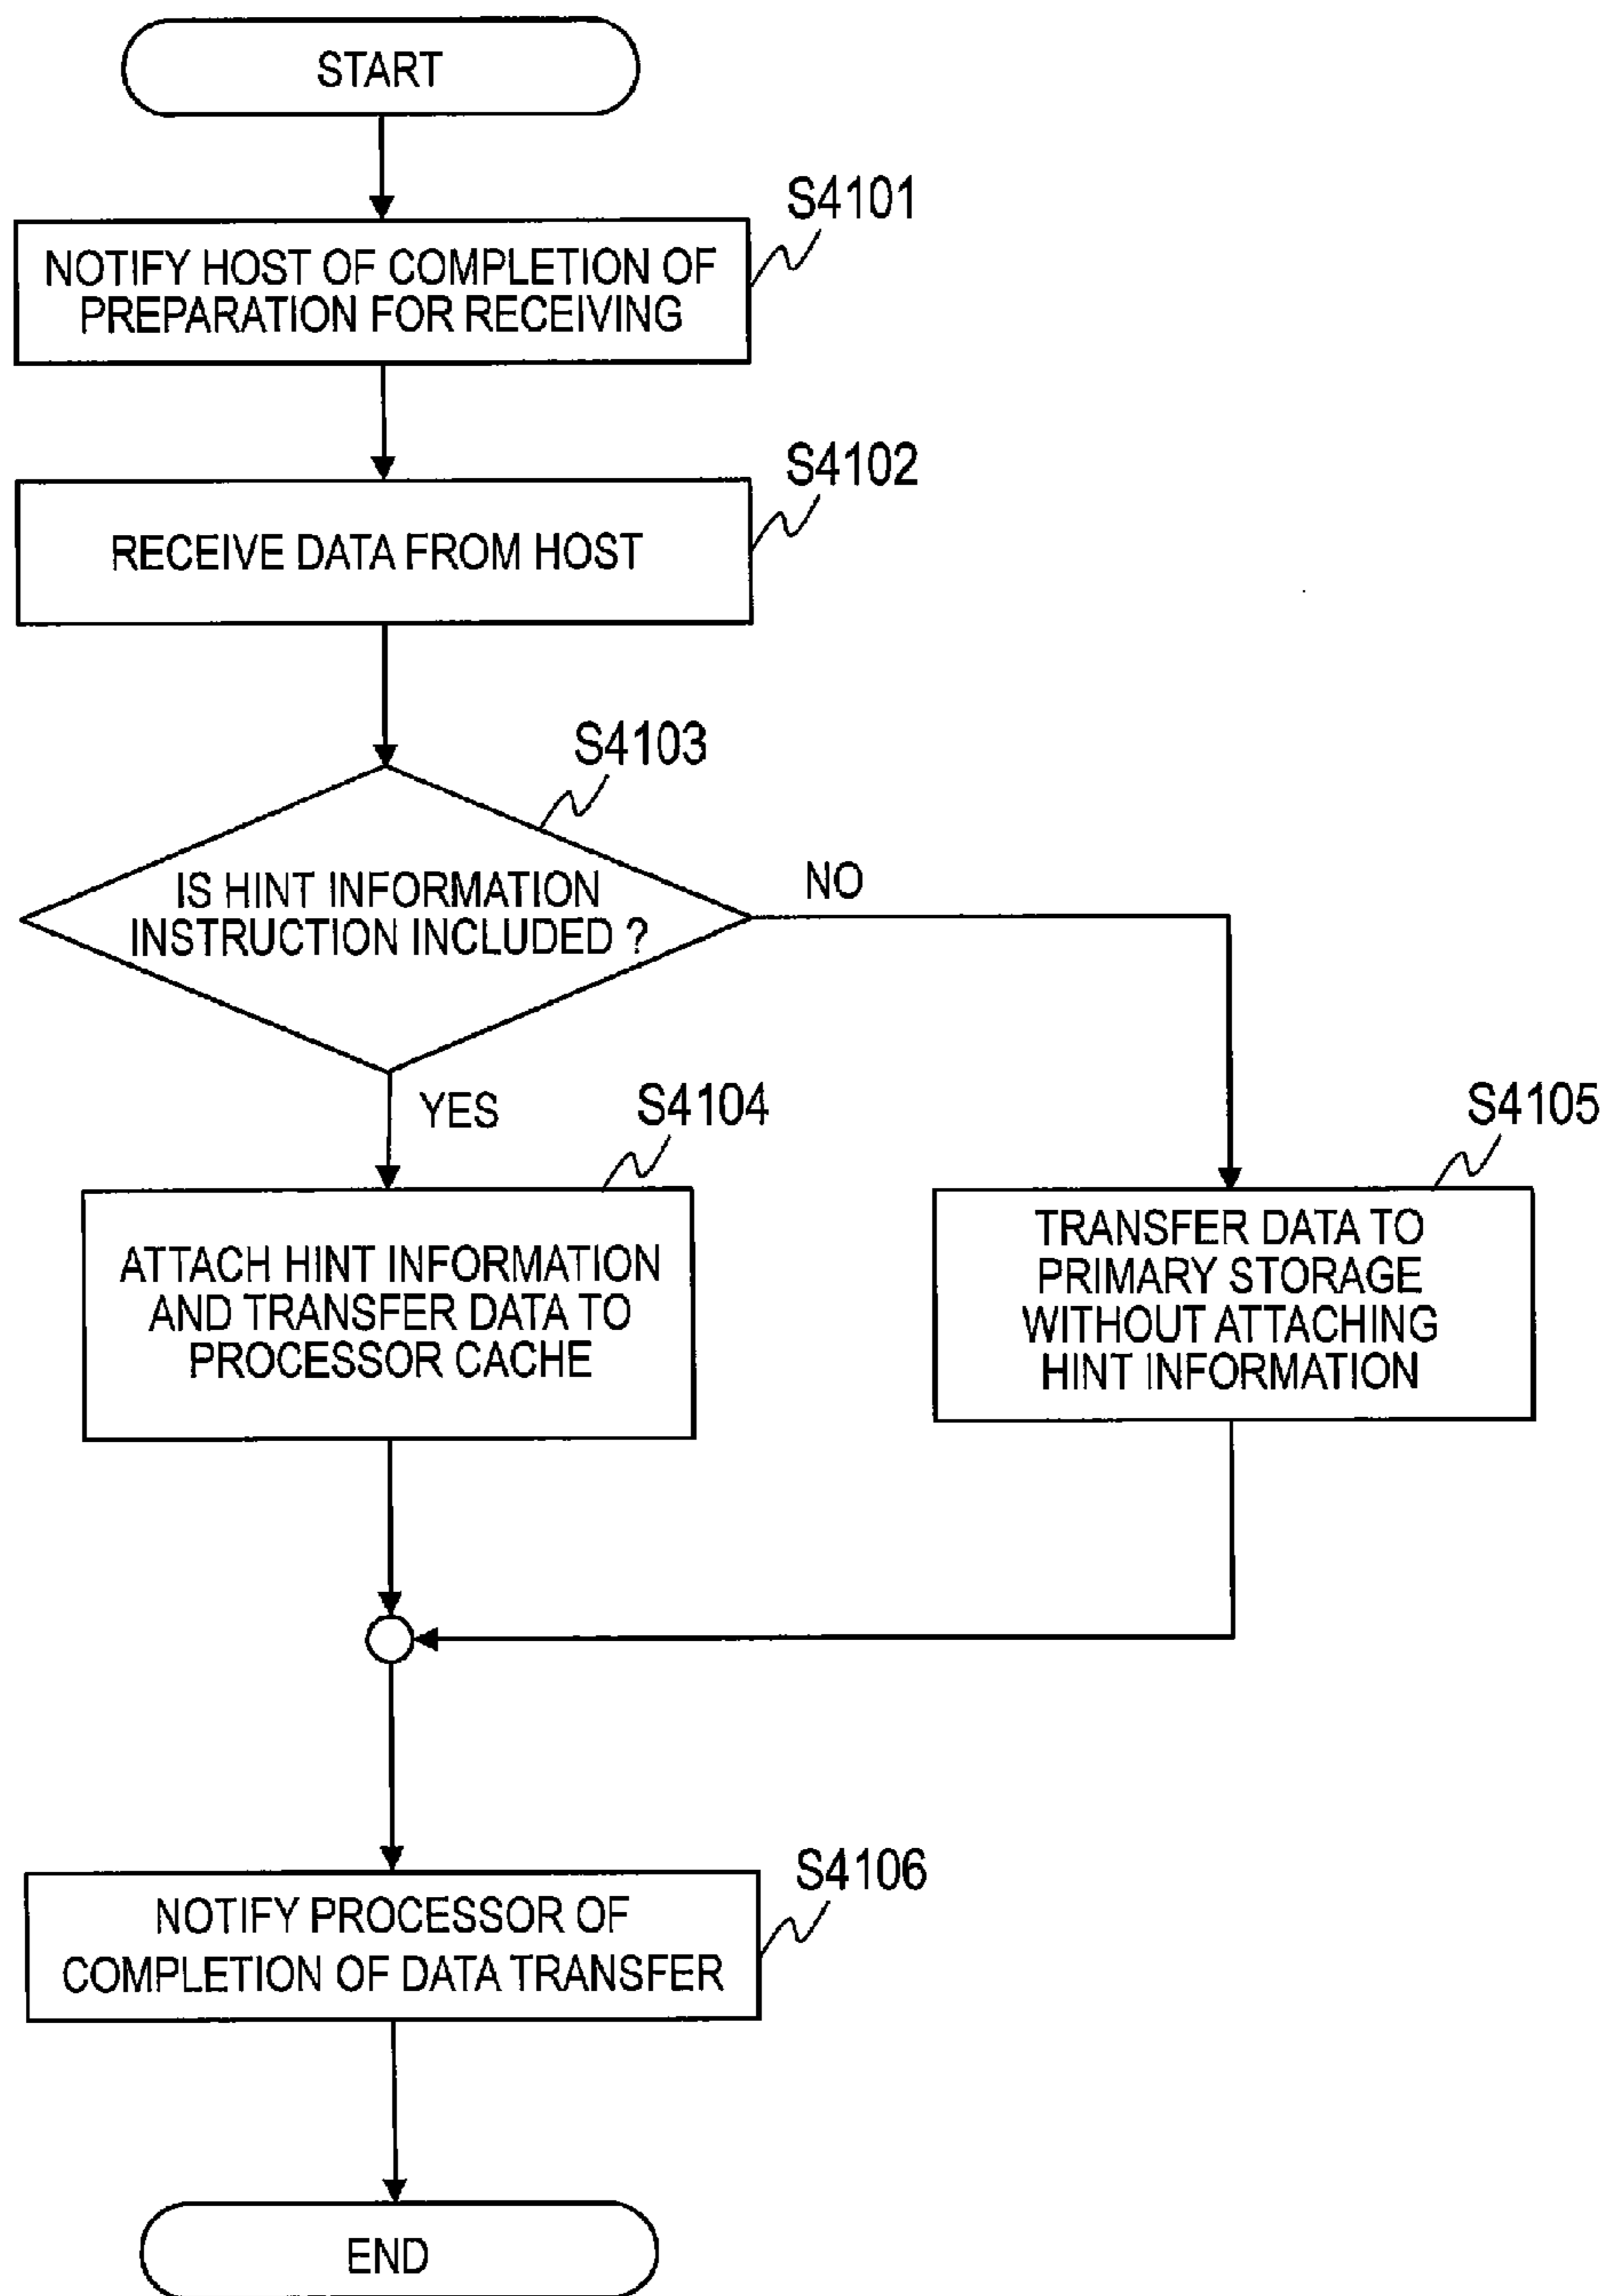 START
S4101
NOTIFY HOST OF COMPLETION OF
PREPARATION FOR RECEIVING
S4102
RECEIVE DATA FROM HOST
S4103
IS HINT INFORMATION
INSTRUCTION INCLUDED ?
NO
YES
S4104
ATTACH HINT INFORMATION
AND TRANSFER DATA TO
PROCESSOR CACHE
S4105
TRANSFER DATA TO
PRIMARY STORAGE
WITHOUT ATTACHING
HINT INFORMATION
S4106
NOTIFY PROCESSOR OF
COMPLETION OF DATA TRANSFER
END